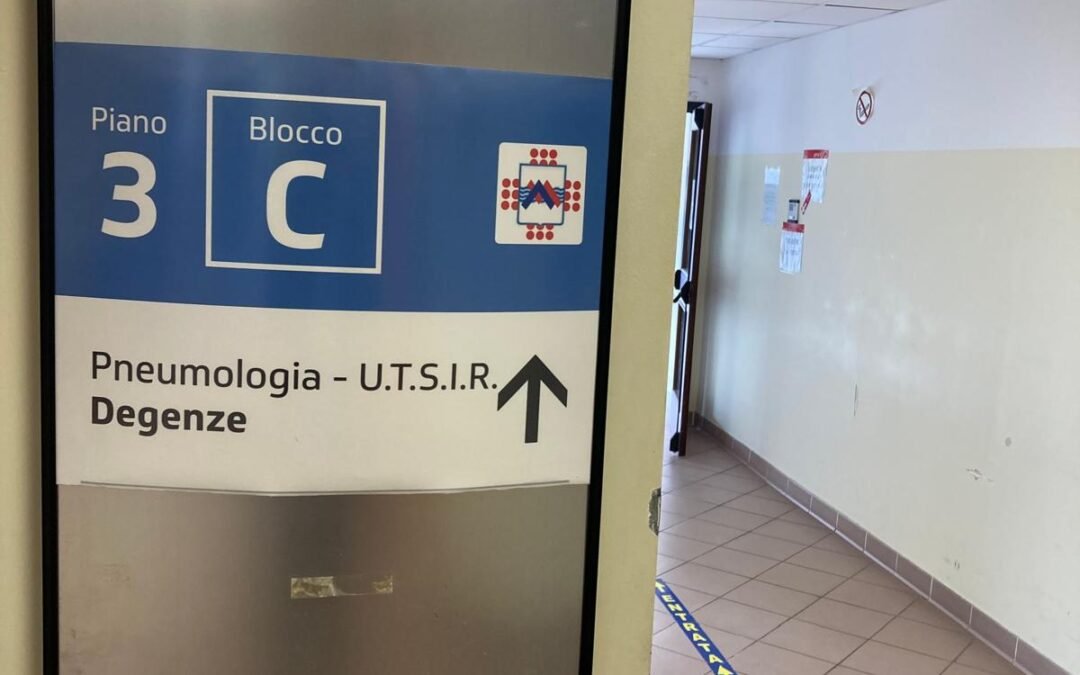 Piano
3
Blocco
C
Pneumologia - U.T.S.I.R.
Degenze
ENTRATA